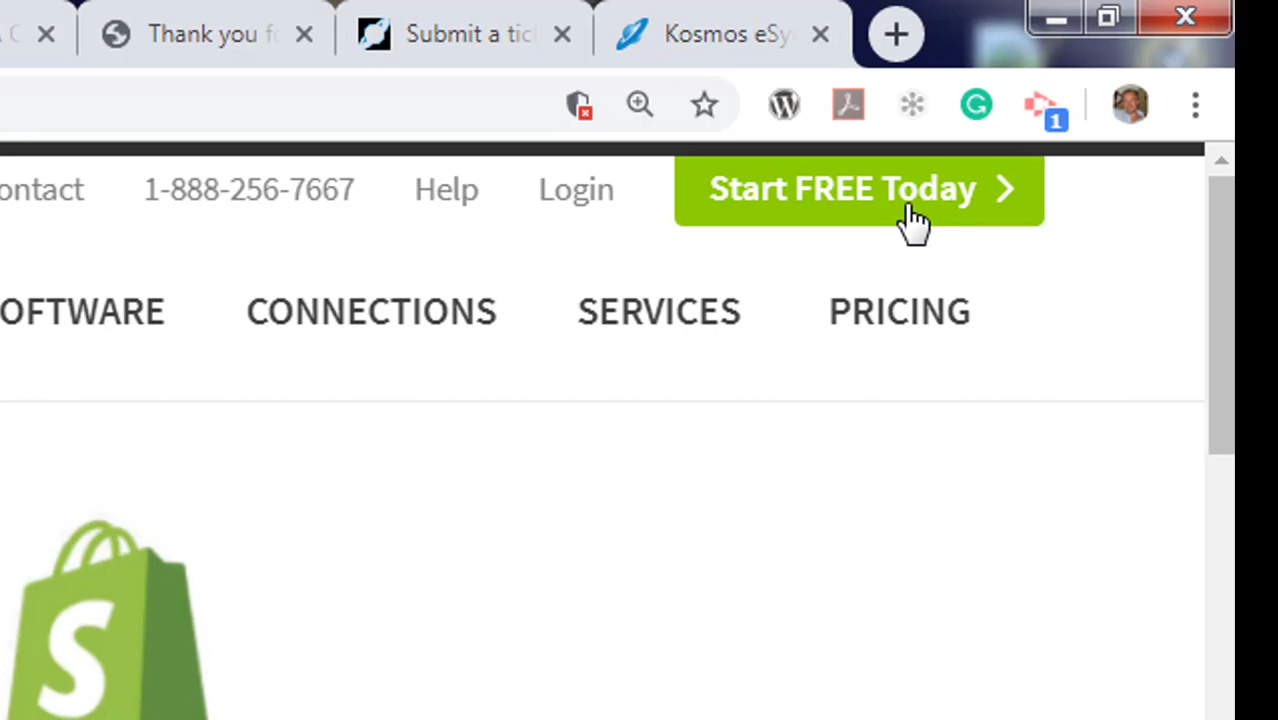 Thank you f
Submit a tic
Kosmos eSy
1
ontact 1-888-256-7667 Help Login Start FREE Today
OFTWARE CONNECTIONS SERVICES PRICING
S